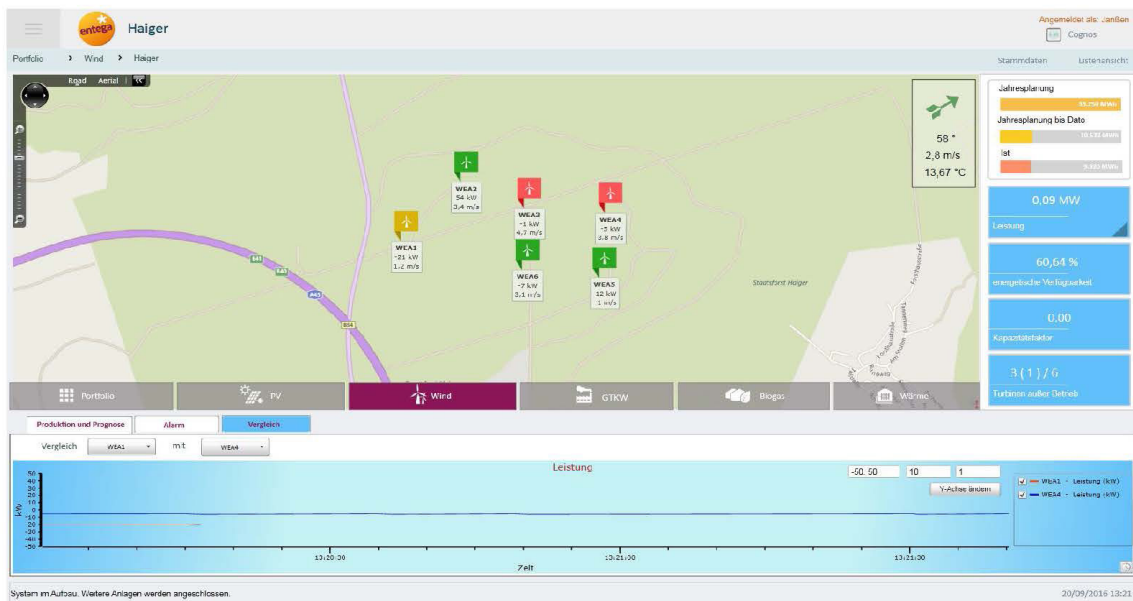 entega
Haiger
Angemeldet als: Janßen
Cognos
Portfolio > Wind > Haiger
Stammdaten
Listenansicht
Road Aerial
58 °
2,8 m/s
13,67 °C
WEA2
54 kW
3,4 m/s
WEA3
-1 kW
4,7 m/s
WEA4
3,8 m/s
WEA1
-21 kW
1,2 m/s
WEA6
-7 kW
3,1 m/s
WEA5
12 kW
1 m/s
Staatsforst Haiger
Jahresplanung
Jahresplanung bis Dato
Ist
0,09 MW
Leistung
60,64 %
energetische Verfügbarkeit
0,00
Kapazitätsfaktor
3 ( 1 ) / 6
Turbinen außer Betrieb
Portfolio
PV
Wind
GTKW
Biogas
Wärme
Produktion und Prognose
Alarm
Vergleich
Vergleich WEA1 mit WEA4
Leistung
-50. 50
10
1
Y-Achse ändern
WEA1 - Leistung (kW)
WEA4 - Leistung (kW)
kW
50
40
30
20
10
0
-10
-20
-30
-40
-50
13:20:00
13:21:00
13:21:00
Zeit
System im Aufbau. Weitere Anlagen werden angeschlossen.
20/09/2016 13:21